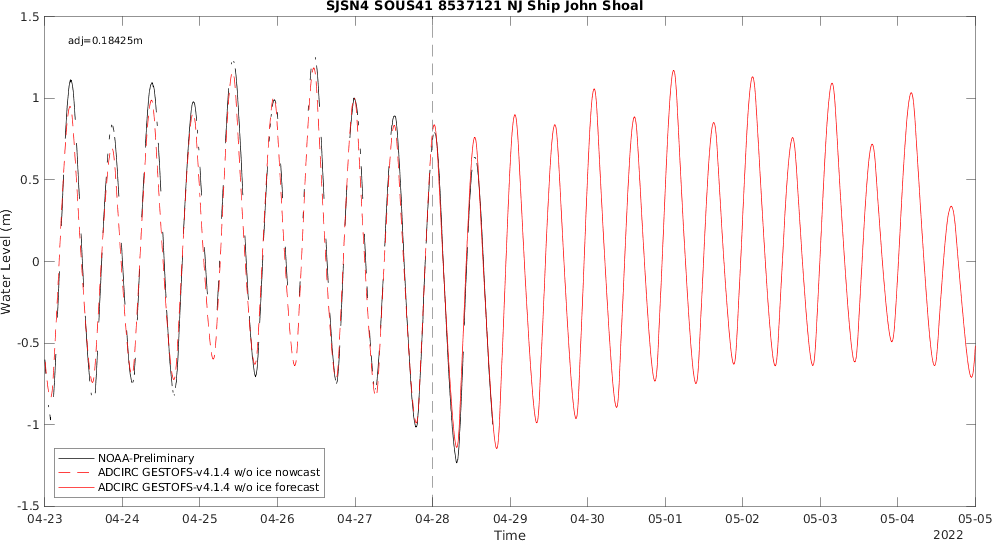 SJSN4 SOUS41 8537121 NJ Ship John Shoal
1.5
adj=0.18425m
1
0.5
0
-0.5
-1
-1.5
Water Level (m)
NOAA-Preliminary
ADCIRC GESTOFS-v4.1.4 w/o ice nowcast
ADCIRC GESTOFS-v4.1.4 w/o ice forecast
04-23 04-24 04-25 04-26 04-27 04-28 04-29 04-30 05-01 05-02 05-03 05-04 05-05
Time
2022